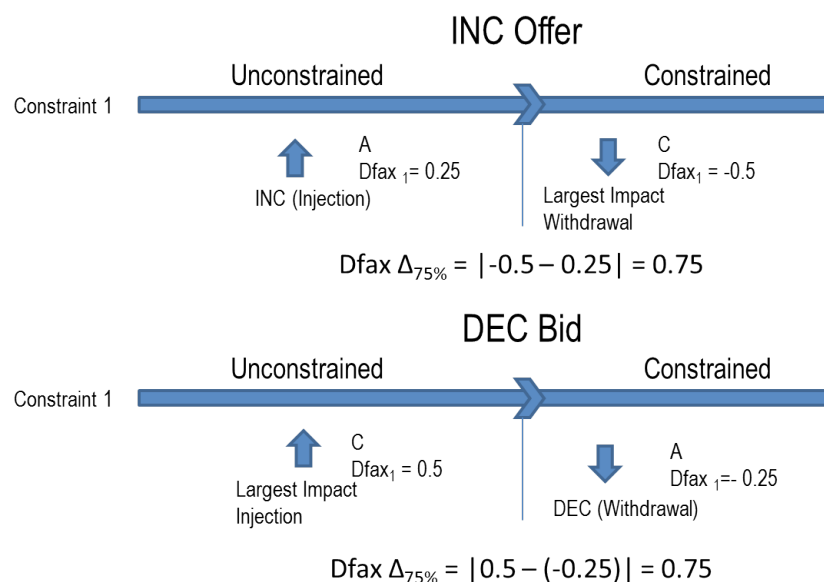 INC Offer
Unconstrained
Constrained
Constraint 1
A
Dfax 1= 0.25
INC (Injection)
C
Dfax1 = -0.5
Largest Impact
Withdrawal
Dfax Δ75% = |-0.5 – 0.25| = 0.75
DEC Bid
Unconstrained
Constrained
Constraint 1
C
Dfax1 = 0.5
Largest Impact
Injection
A
Dfax 1=- 0.25
DEC (Withdrawal)
Dfax Δ75% = |0.5 – (-0.25)| = 0.75